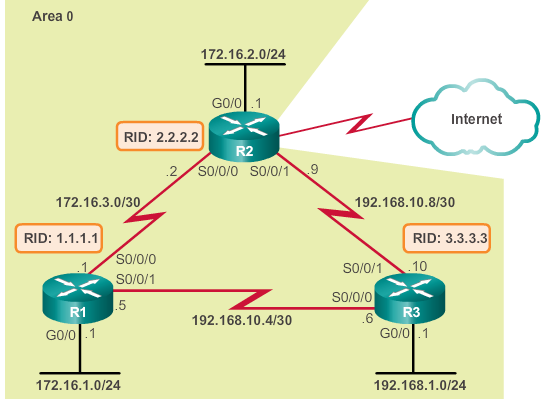 Area 0
172.16.2.0/24
G0/0 .1
RID: 2.2.2.2
Internet
R2
.2 S0/0/0 S0/0/1 .9
172.16.3.0/30
192.168.10.8/30
RID: 1.1.1.1
RID: 3.3.3.3
.1 S0/0/0
S0/0/1 .10
S0/0/1
S0/0/0
R1
.5
192.168.10.4/30
.6
R3
G0/0 .1
G0/0 .1
172.16.1.0/24
192.168.1.0/24